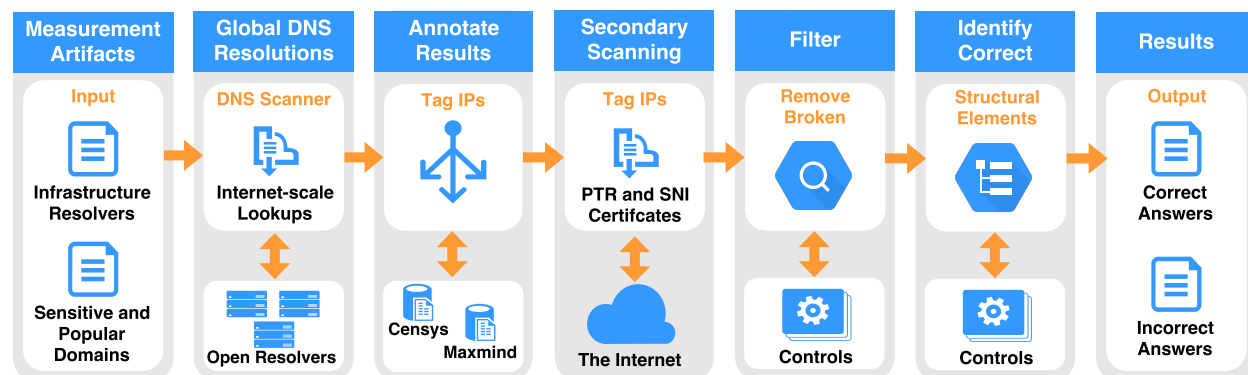 Measurement
Artifacts
Input
Infrastructure
Resolvers
Sensitive and
Popular
Domains
Global DNS
Resolutions
DNS Scanner
Internet-scale
Lookups
Open Resolvers
Annotate
Results
Tag IPs
Censys
Maxmind
Secondary
Scanning
Tag IPs
PTR and SNI
Certifcates
The Internet
Filter
Remove
Broken
Controls
Identify
Correct
Structural
Elements
Controls
Results
Output
Correct
Answers
Incorrect
Answers